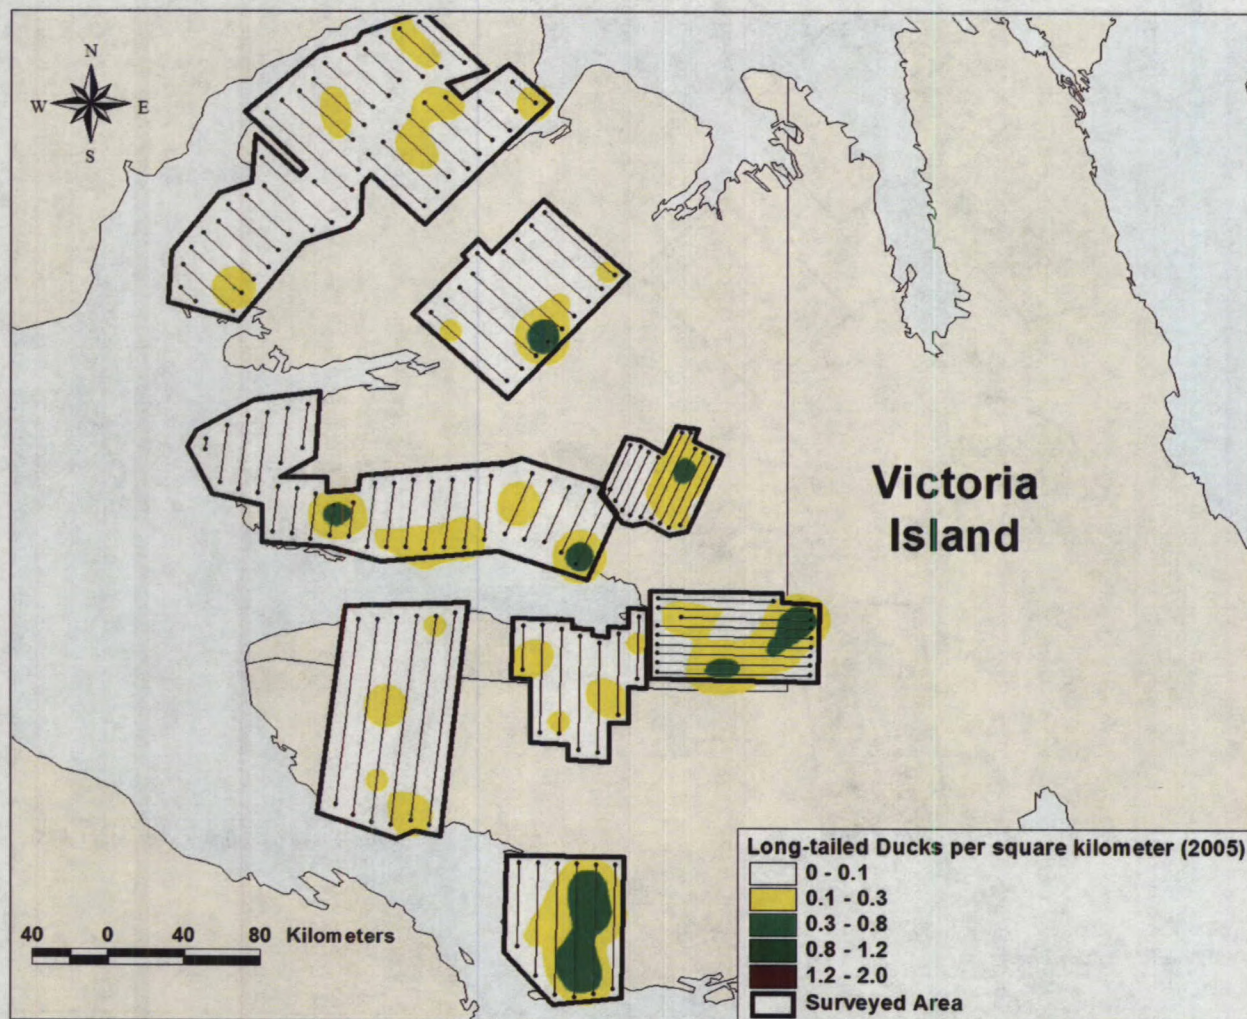 N
W E
S
Victoria
Island
Long-tailed Ducks per square kilometer (2005)
0 - 0.1
0.1 - 0.3
0.3 - 0.8
0.8 - 1.2
1.2 - 2.0
Surveyed Area
40 0 40 80 Kilometers